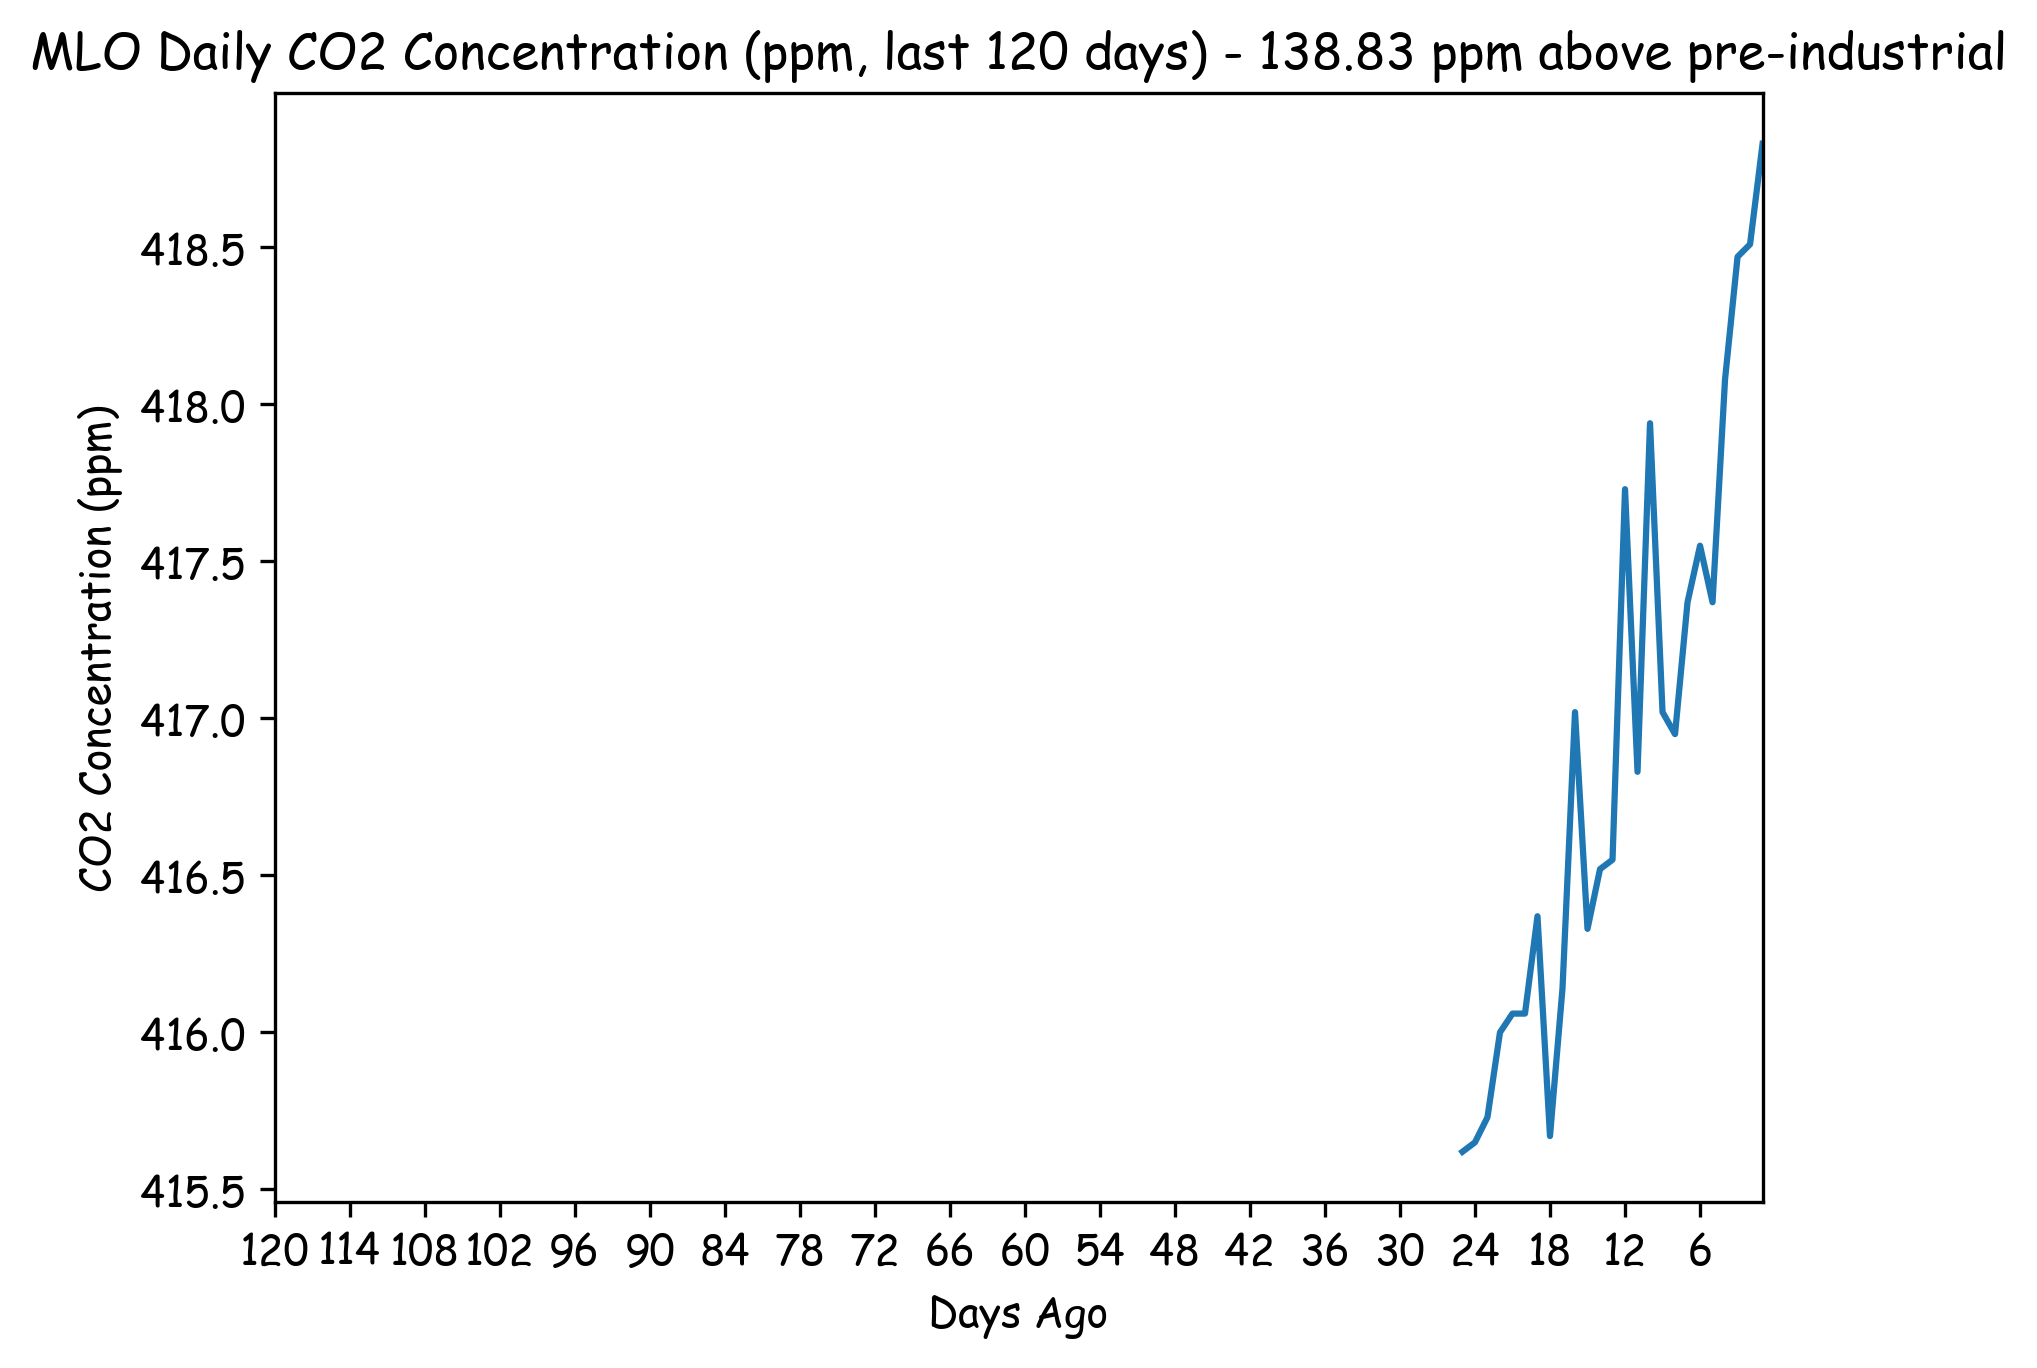 MLO Daily CO2 Concentration (ppm, last 120 days) - 138.83 ppm above pre-industrial
CO2 Concentration (ppm)
418.5
418.0
417.5
417.0
416.5
416.0
415.5
120 114 108 102 96 90 84 78 72 66 60 54 48 42 36 30 24 18 12 6
Days Ago